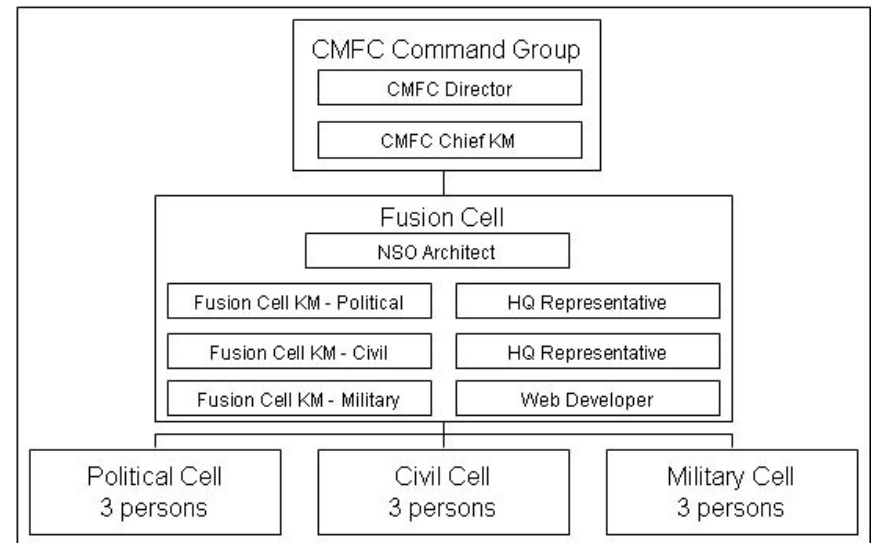 CMFC Command Group
CMFC Director
CMFC Chief KM
Fusion Cell
NSO Architect
Fusion Cell KM - Political
HQ Representative
Fusion Cell KM - Civil
HQ Representative
Fusion Cell KM - Military
Web Developer
Political Cell
3 persons
Civil Cell
3 persons
Military Cell
3 persons